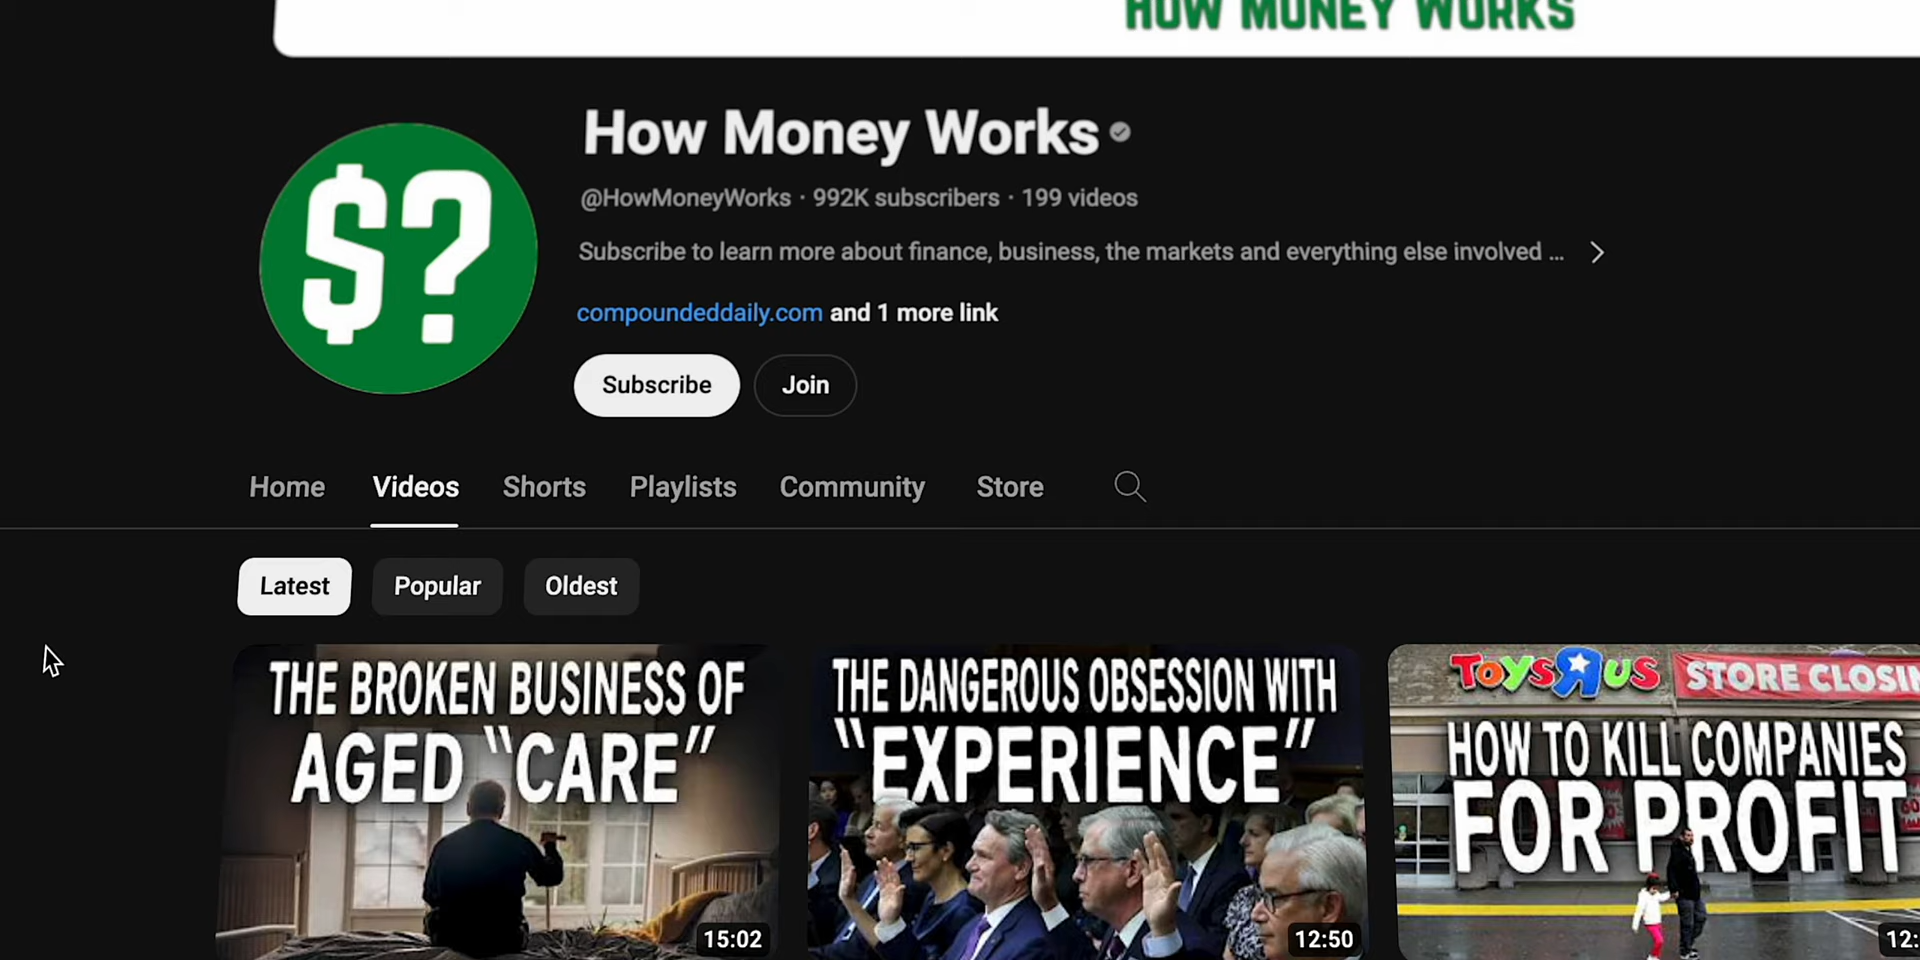 HOW MONEY WORKS
$?
How Money Works
@HowMoneyWorks · 992K subscribers · 199 videos
Subscribe to learn more about finance, business, the markets and everything else involved ...
compoundeddaily.com and 1 more link
Subscribe Join
Home Videos Shorts Playlists Community Store
Latest Popular Oldest
THE BROKEN BUSINESS OF
AGED "CARE"
15:02
THE DANGEROUS OBSESSION WITH
"EXPERIENCE"
12:50
TOYS R US STORE CLOSIN
HOW TO KILL COMPANIES
FOR PROFIT
12: